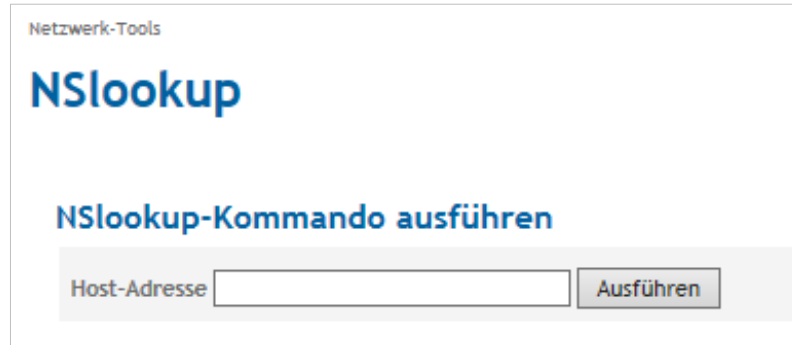 Netzwerk-Tools
NSlookup
NSlookup-Kommando ausführen
Host-Adresse Ausführen